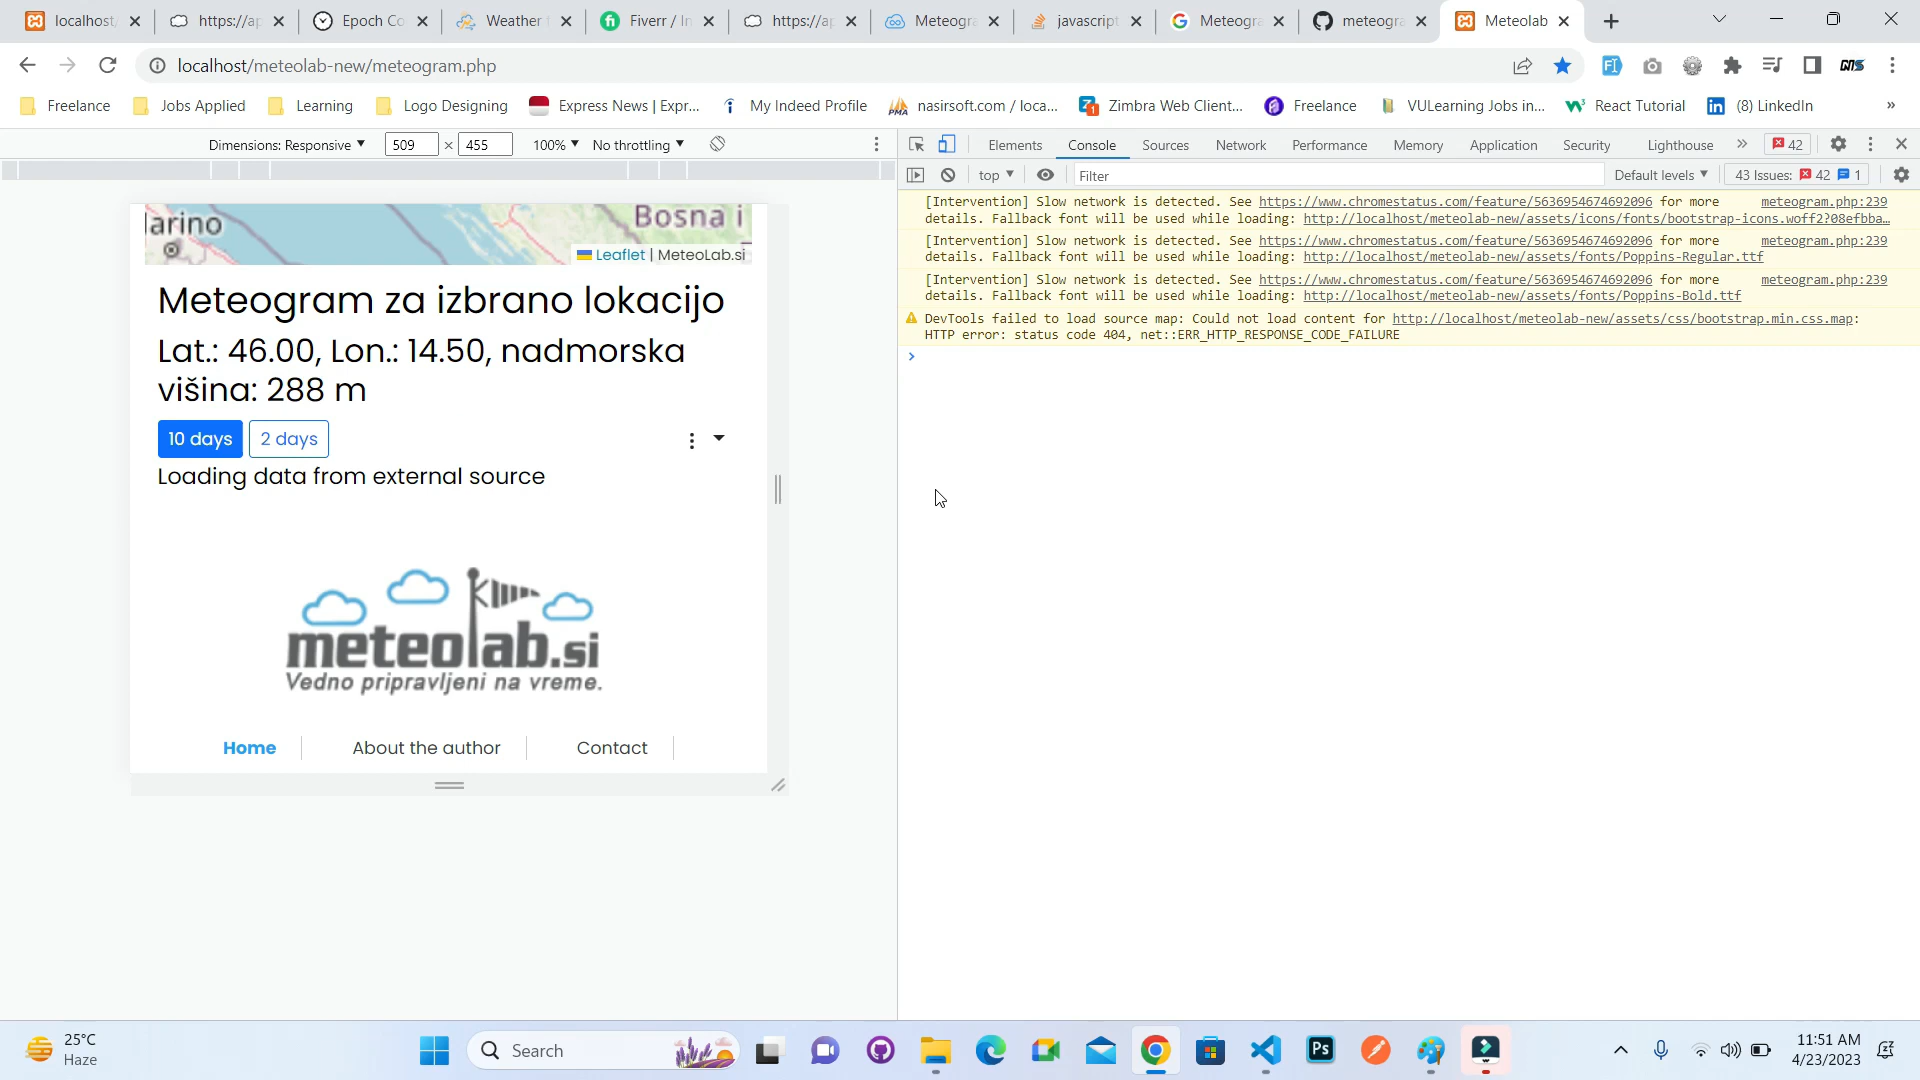 localhost/
https://ap
Epoch Co
Weather
Fiverr / In
https://ap
Meteogra
javascript
Meteogra
meteogra
Meteolab
localhost/meteolab-new/meteogram.php
Freelance
Jobs Applied
Learning
Logo Designing
Express News | Expr...
My Indeed Profile
nasirsoft.com / loca...
Zimbra Web Client...
Freelance
VULearning Jobs in...
React Tutorial
(8) LinkedIn
»
Dimensions: Responsive
509 × 455
100%
No throttling
Elements
Console
Sources
Network
Performance
Memory
Application
Security
Lighthouse
»
42
top
Filter
Default levels
43 Issues: 42 1
[Intervention] Slow network is detected. See https://www.chromestatus.com/feature/5636954674692096 for more meteogram.php:239
details. Fallback font will be used while loading: http://localhost/meteolab-new/assets/icons/fonts/bootstrap-icons.woff2?08efbba…
[Intervention] Slow network is detected. See https://www.chromestatus.com/feature/5636954674692096 for more meteogram.php:239
details. Fallback font will be used while loading: http://localhost/meteolab-new/assets/fonts/Poppins-Regular.ttf
[Intervention] Slow network is detected. See https://www.chromestatus.com/feature/5636954674692096 for more meteogram.php:239
details. Fallback font will be used while loading: http://localhost/meteolab-new/assets/fonts/Poppins-Bold.ttf
DevTools failed to load source map: Could not load content for http://localhost/meteolab-new/assets/css/bootstrap.min.css.map:
HTTP error: status code 404, net::ERR_HTTP_RESPONSE_CODE_FAILURE
arino
Bosna i
Leaflet | MeteoLab.si
Meteogram za izbrano lokacijo
Lat.: 46.00, Lon.: 14.50, nadmorska
višina: 288 m
10 days
2 days
Loading data from external source
meteolab.si
Vedno pripravljeni na vreme.
Home
About the author
Contact
25°C
Haze
Search
Ps
11:51 AM
4/23/2023